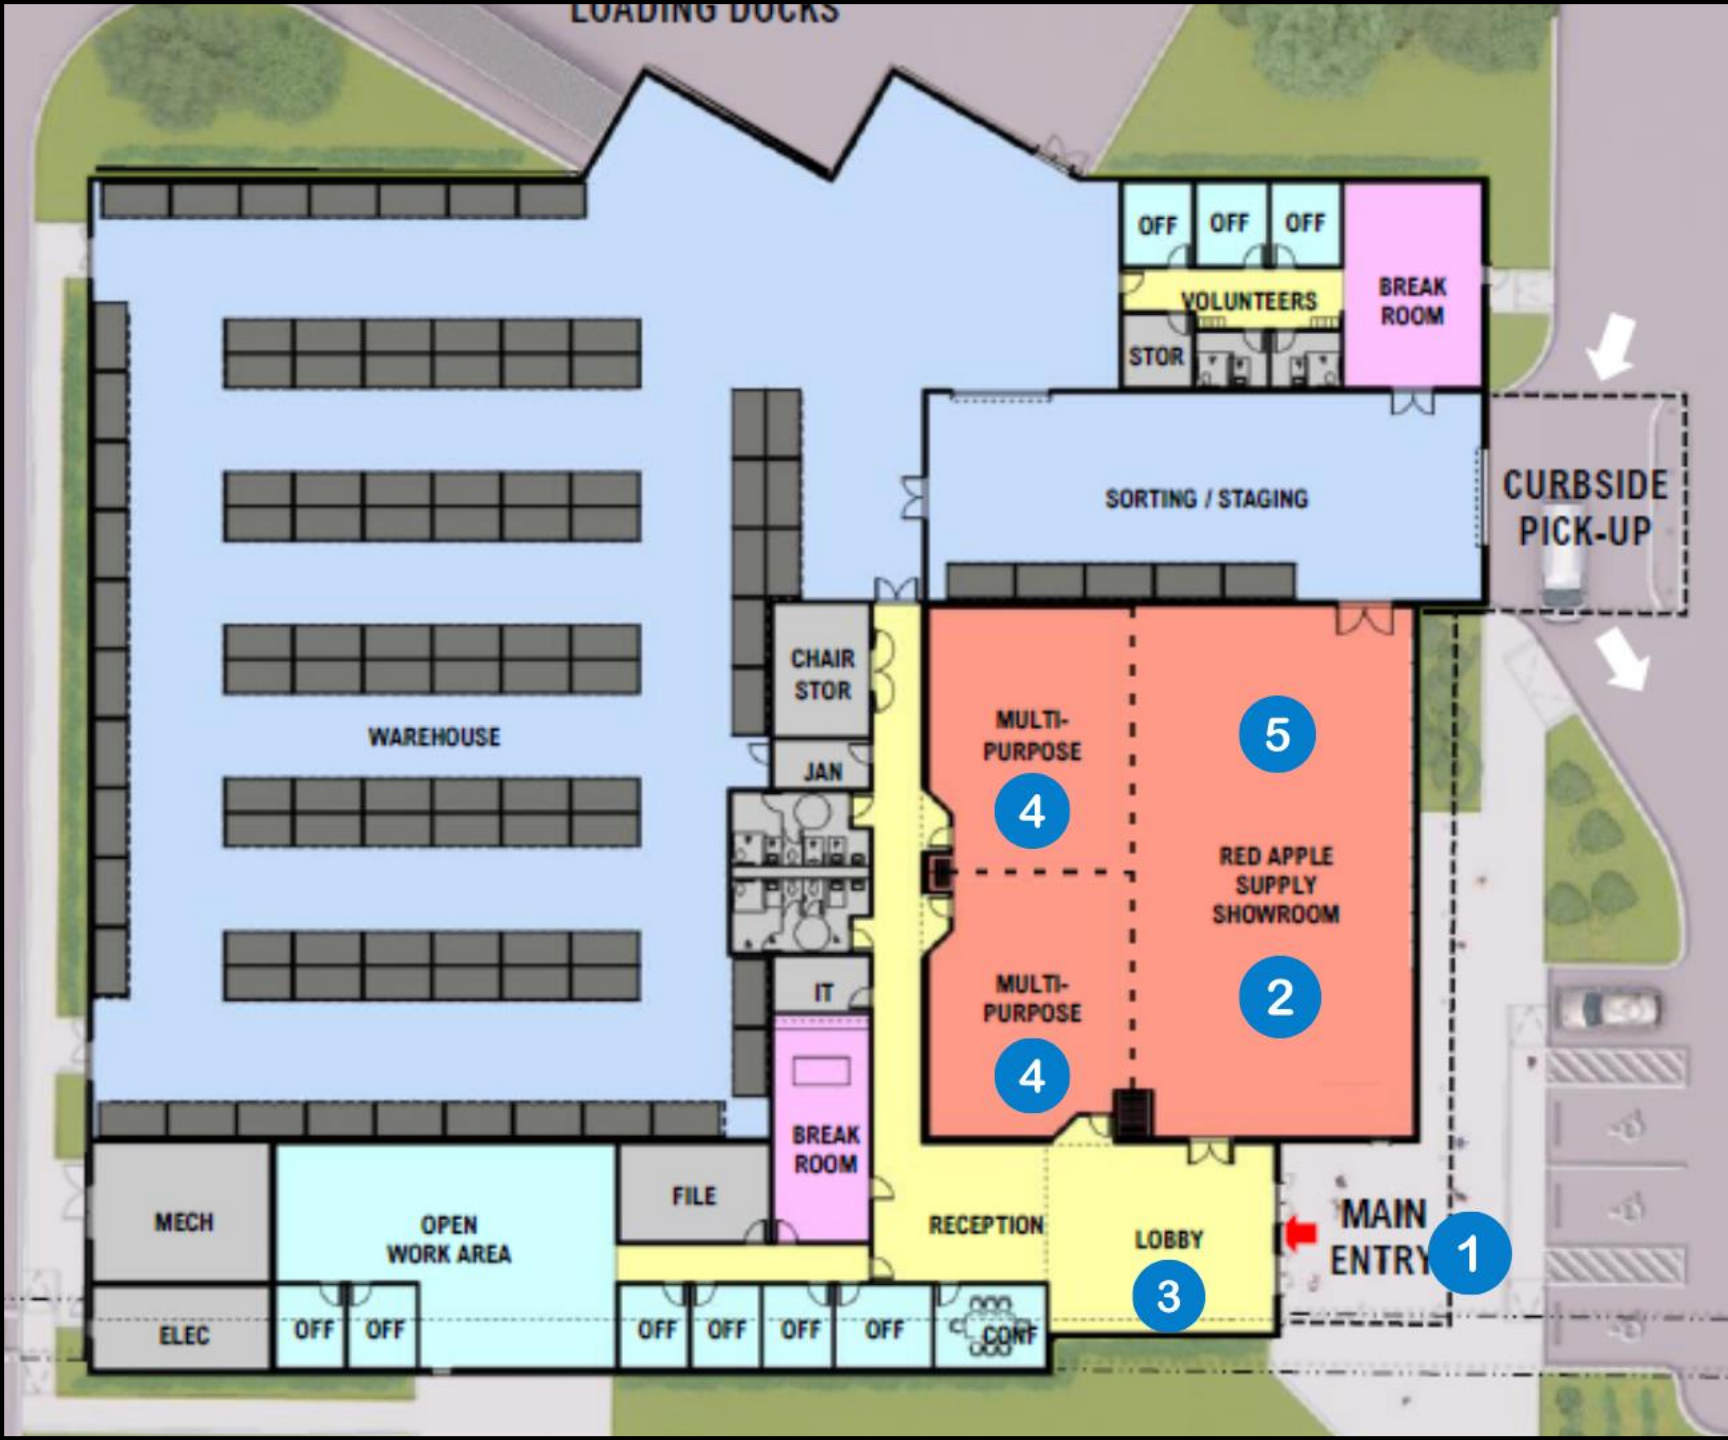 LOADING DOCKS
OFF
OFF
OFF
BREAK
ROOM
VOLUNTEERS
STOR
SORTING / STAGING
CURBSIDE
PICK-UP
CHAIR
STOR
WAREHOUSE
JAN
MULTI-
PURPOSE
4
5
RED APPLE
SUPPLY
SHOWROOM
2
IT
MULTI-
PURPOSE
4
BREAK
ROOM
MECH
OPEN
WORK AREA
FILE
RECEPTION
LOBBY
3
MAIN
ENTRY
1
ELEC
OFF
OFF
OFF
OFF
OFF
OFF
CONF